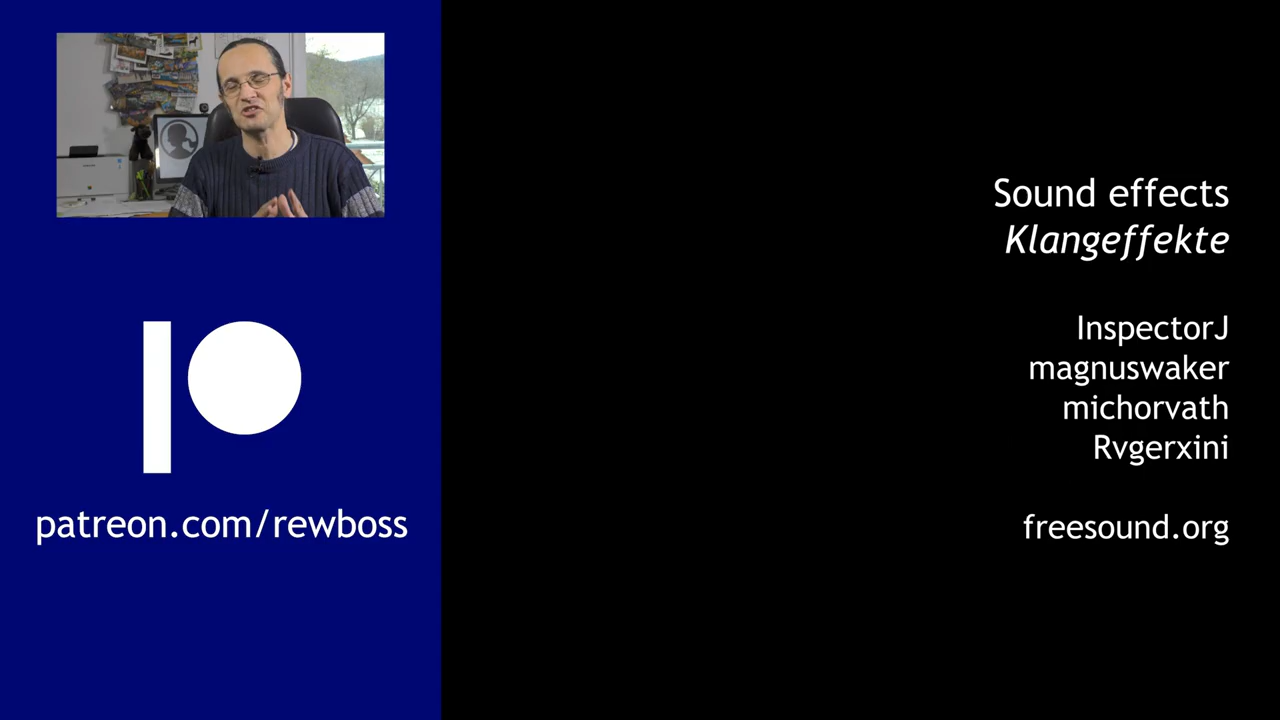 patreon.com/rewboss
Sound effects
Klangeffekte
InspectorJ
magnuswaker
michorvath
Rvgerxini
freesound.org